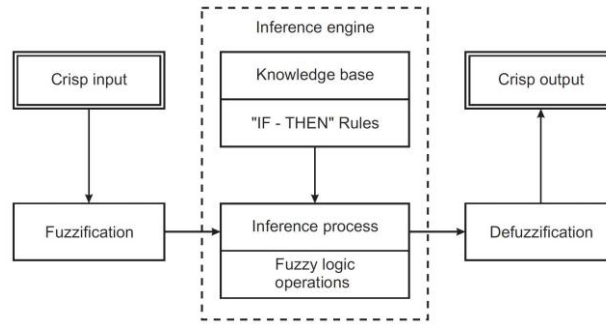 Inference engine
Crisp input
Knowledge base
"IF - THEN" Rules
Crisp output
Fuzzification
Inference process
Fuzzy logic
operations
Defuzzification